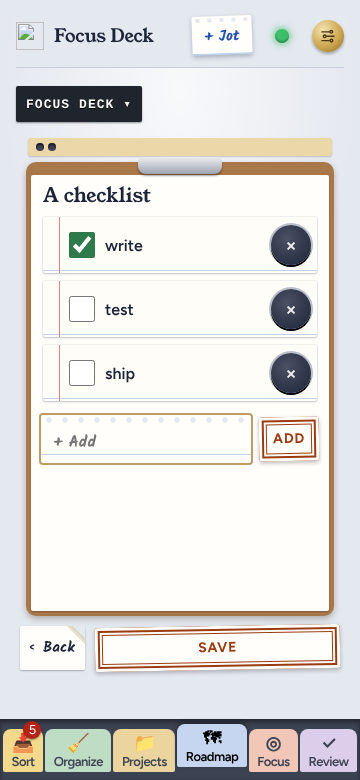 Focus Deck
+ Jot
FOCUS DECK ▾
A checklist
write ×
test ×
ship ×
+ Add
ADD
‹ Back
SAVE
5
Sort
Organize
Projects
Roadmap
Focus
Review